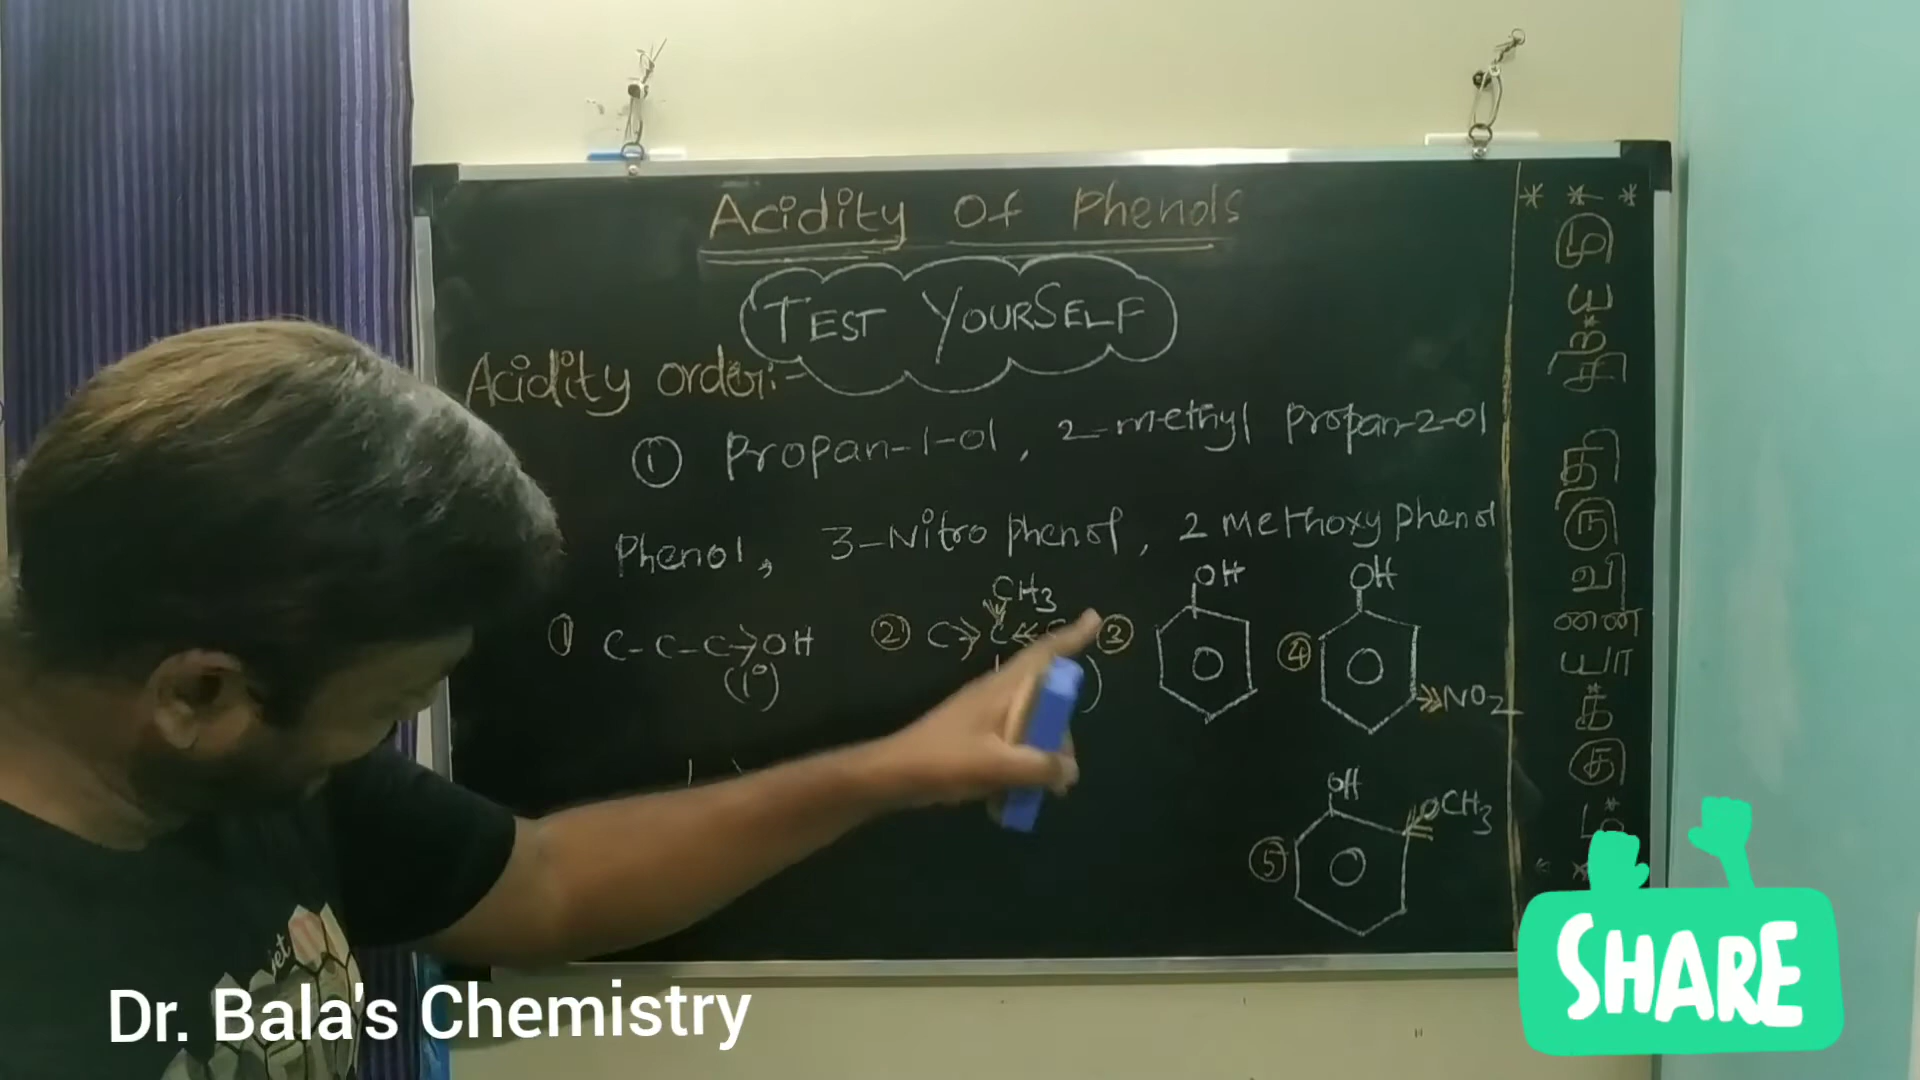 Acidity Of Phenols
TEST YOURSELF
Acidity order:-
① Propan-1-ol, 2-methyl propan-2-ol
Phenol, 3-Nitro phenol, 2 Methoxy phenol
① C-C-C→OH
(1°)
② C→C
CH3
③ OH
④ OH
NO2
⑤ OH
OCH3
Dr. Bala's Chemistry
SHARE